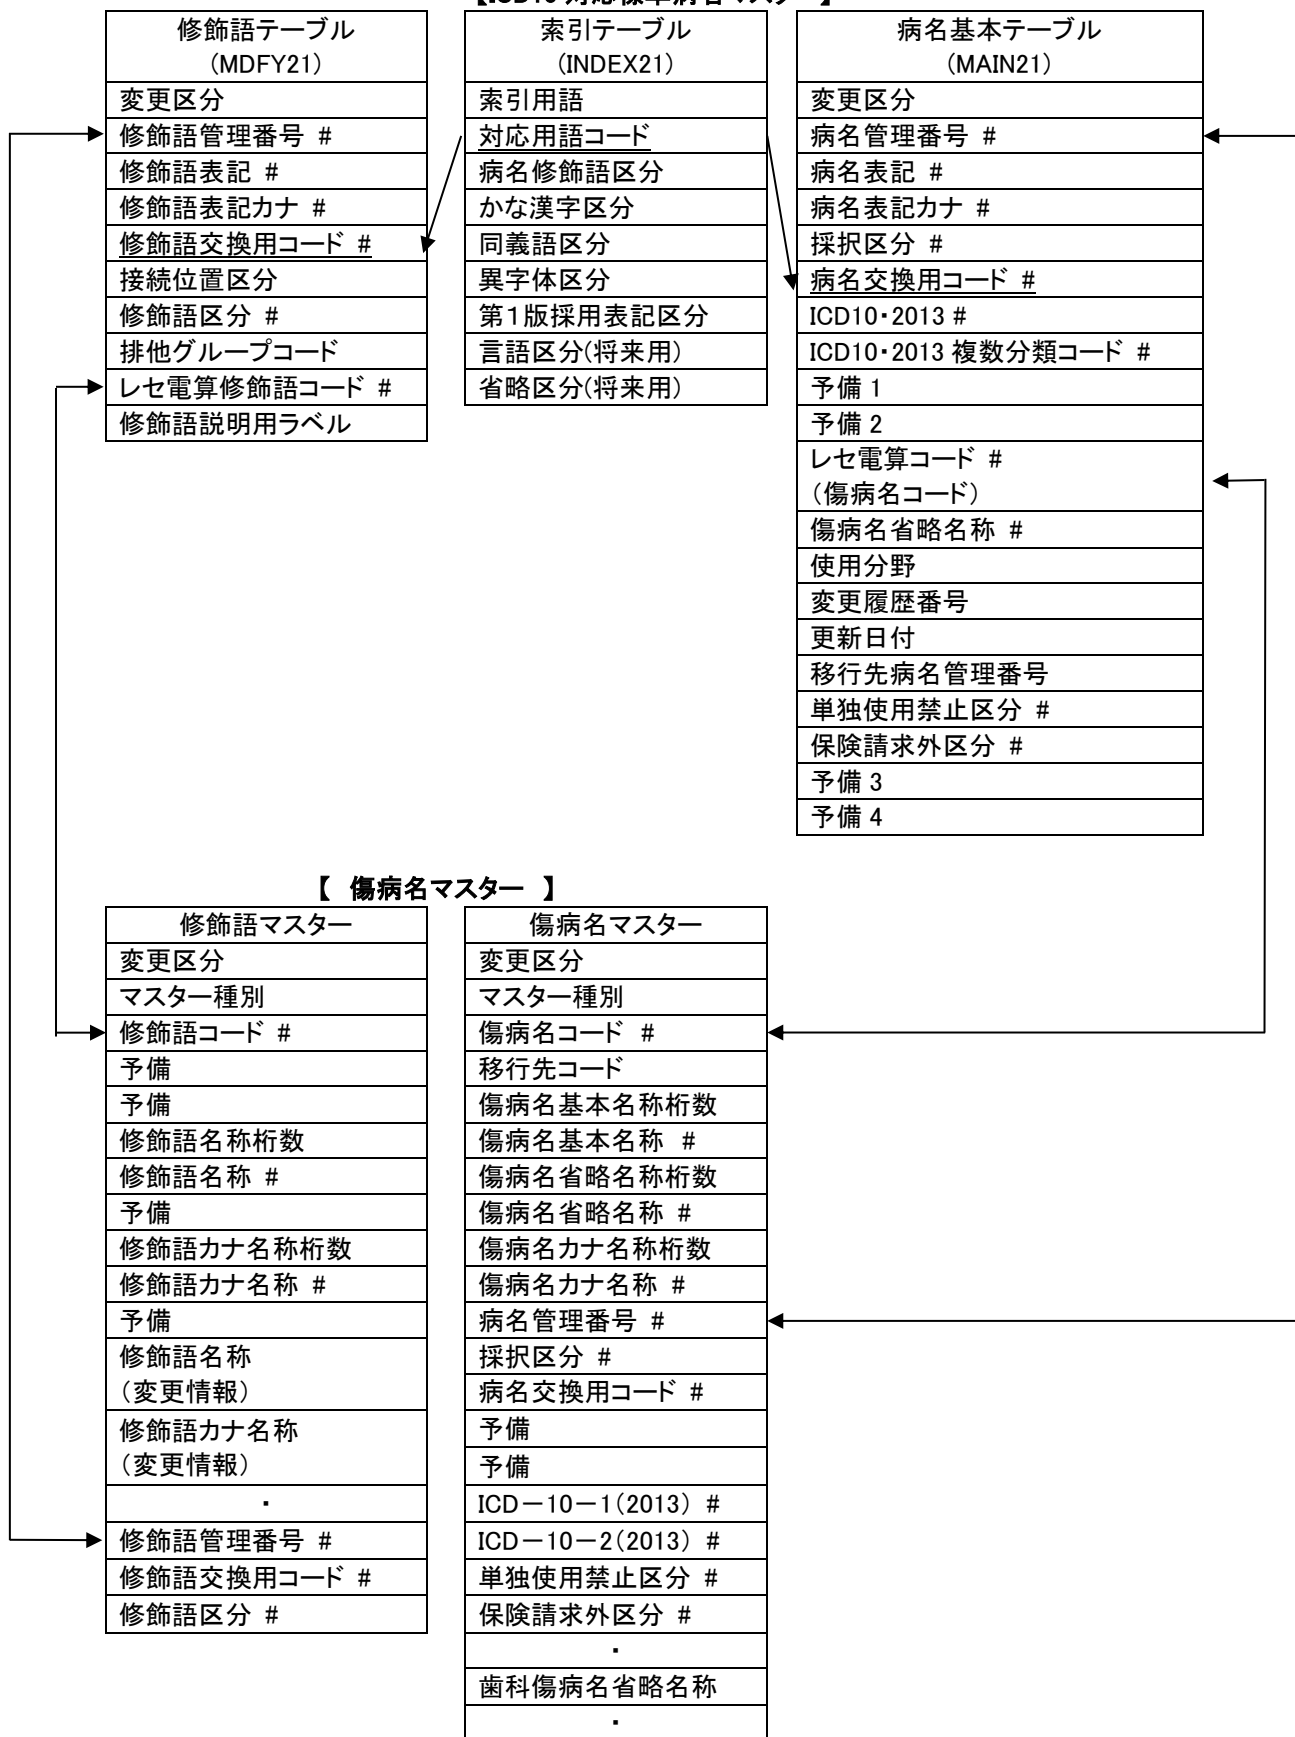 【ICD10 対応標準病名マスター】
修飾語テーブル
(MDFY21)
変更区分
修飾語管理番号 #
修飾語表記 #
修飾語表記カナ #
修飾語交換用コード #
接続位置区分
修飾語区分 #
排他グループコード
レセ電算修飾語コード #
修飾語説明用ラベル
索引テーブル
(INDEX21)
索引用語
対応用語コード
病名修飾語区分
かな漢字区分
同義語区分
異字体区分
第1版採用表記区分
言語区分(将来用)
省略区分(将来用)
病名基本テーブル
(MAIN21)
変更区分
病名管理番号 #
病名表記 #
病名表記カナ #
採択区分 #
病名交換用コード #
ICD10・2013 #
ICD10・2013 複数分類コード #
予備 1
予備 2
レセ電算コード #
(傷病名コード)
傷病名省略名称 #
使用分野
変更履歴番号
更新日付
移行先病名管理番号
単独使用禁止区分 #
保険請求外区分 #
予備 3
予備 4
【 傷病名マスター 】
修飾語マスター
変更区分
マスター種別
修飾語コード #
予備
予備
修飾語名称桁数
修飾語名称 #
予備
修飾語カナ名称桁数
修飾語カナ名称 #
予備
修飾語名称
(変更情報)
修飾語カナ名称
(変更情報)
・
修飾語管理番号 #
修飾語交換用コード #
修飾語区分 #
傷病名マスター
変更区分
マスター種別
傷病名コード #
移行先コード
傷病名基本名称桁数
傷病名基本名称 #
傷病名省略名称桁数
傷病名省略名称 #
傷病名カナ名称桁数
傷病名カナ名称 #
病名管理番号 #
採択区分 #
病名交換用コード #
予備
予備
ICD－10－1(2013) #
ICD－10－2(2013) #
単独使用禁止区分 #
保険請求外区分 #
・
歯科傷病名省略名称
・